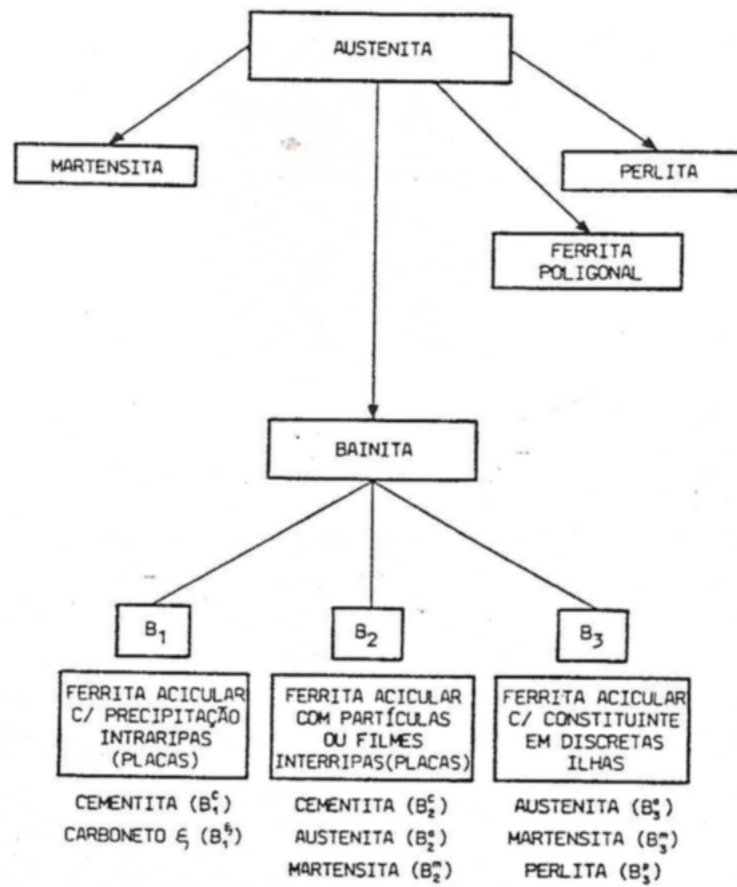 AUSTENITA
MARTENSITA
PERLITA
FERRITA
POLIGONAL
BAINITA
B₁
B₂
B₃
FERRITA ACICULAR
C/ PRECIPITAÇÃO
INTRARIPAS
(PLACAS)
FERRITA ACICULAR
COM PARTÍCULAS
OU FILMES
INTERRIPAS(PLACAS)
FERRITA ACICULAR
C/ CONSTITUINTE
EM DISCRETAS
ILHAS
CEMENTITA (B₁ᶜ)
CARBONETO ξ (B₁ξ)
CEMENTITA (B₂ᶜ)
AUSTENITA (B₂ᵃ)
MARTENSITA (B₂ᵐ)
AUSTENITA (B₃ᵃ)
MARTENSITA (B₃ᵐ)
PERLITA (B₃ᵖ)